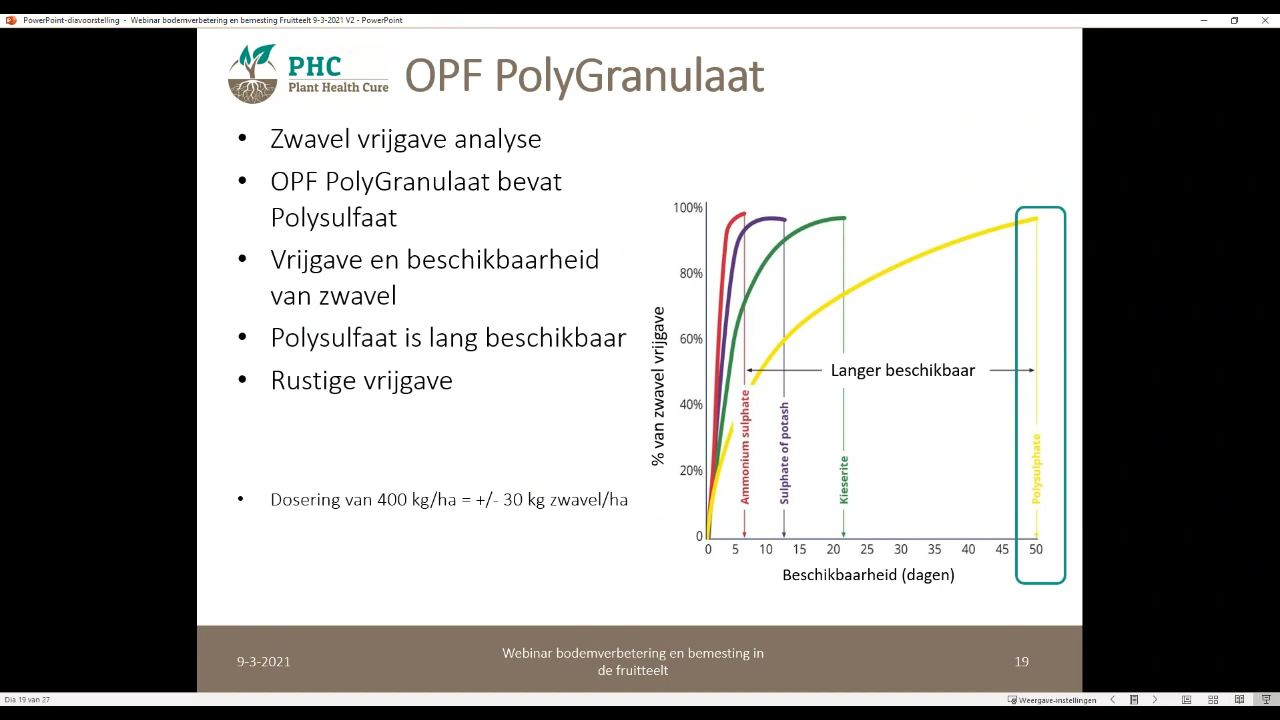 PowerPoint-diavoorstelling - Webinar bodemverbetering en bemesting Fruitteelt 9-3-2021 V2 - PowerPoint
PHC
Plant Health Cure
OPF PolyGranulaat
• Zwavel vrijgave analyse
• OPF PolyGranulaat bevat
Polysulfaat
• Vrijgave en beschikbaarheid
van zwavel
• Polysulfaat is lang beschikbaar
• Rustige vrijgave
• Dosering van 400 kg/ha = +/- 30 kg zwavel/ha
% van zwavel vrijgave
100%
80%
60%
40%
20%
0
Langer beschikbaar
Ammonium sulphate
Sulphate of potash
Kieserite
Polysulphate
0 5 10 15 20 25 30 35 40 45 50
Beschikbaarheid (dagen)
9-3-2021
Webinar bodemverbetering en bemesting in
de fruitteelt
19
Dia 19 van 27
Weergave-instellingen